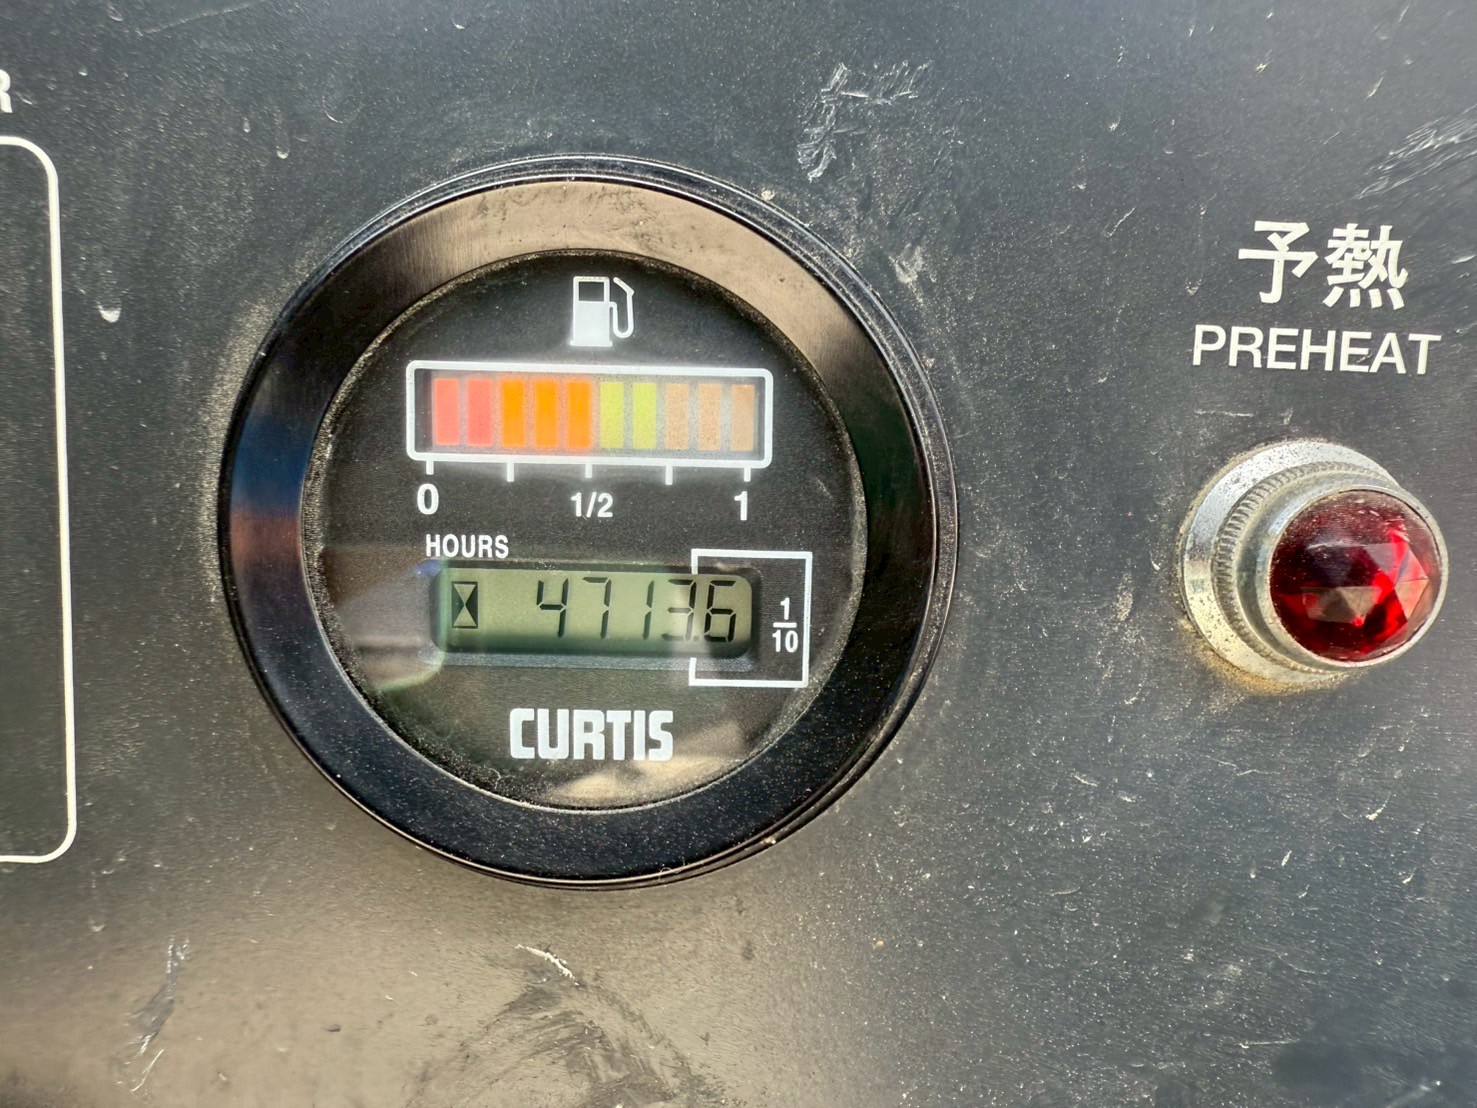 R
予熱
PREHEAT
0 1/2 1
HOURS
4713.6
1/10
CURTIS